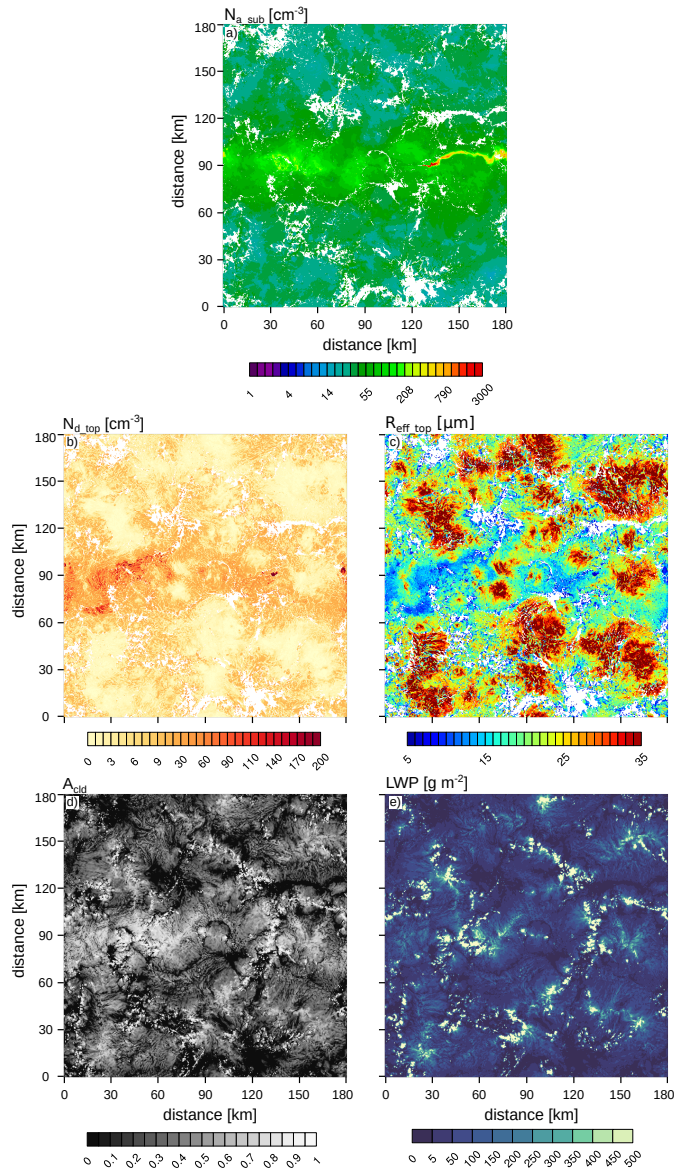 N_a_sub [cm-3]
a)
180
150
120
90
60
30
0
distance [km]
0 30 60 90 120 150 180
distance [km]
1 4 14 55 208 790 3000
N_d_top [cm-3]
R_eff_top [µm]
b)
c)
180
150
120
90
60
30
0
distance [km]
0 3 6 9 30 60 90 110 140 170 200
5 15 25 35
A_cld
LWP [g m-2]
d)
e)
180
150
120
90
60
30
0
distance [km]
0 30 60 90 120 150 180
0 30 60 90 120 150 180
distance [km]
distance [km]
0 0.1 0.2 0.3 0.4 0.5 0.6 0.7 0.8 0.9 1
0 5 50 100 150 200 250 300 350 400 450 500